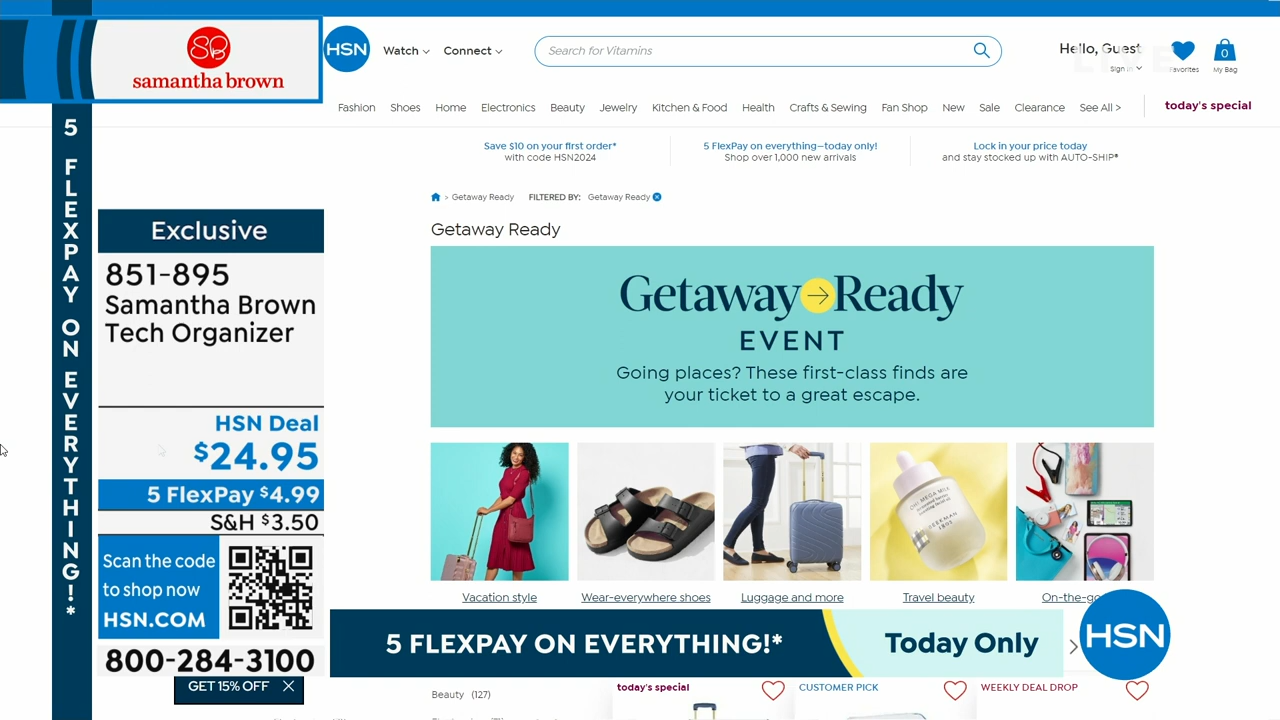 SB
samantha brown
5 FLEXPAY ON EVERYTHING!*
Exclusive
851-895
Samantha Brown
Tech Organizer
HSN Deal
$24.95
5 FlexPay $4.99
S&H $3.50
Scan the code
to shop now
HSN.COM
800-284-3100
GET 15% OFF
HSN
Watch
Connect
Search for Vitamins
Hello, Guest
LIVE
Sign In
Favorites
0
My Bag
Fashion Shoes Home Electronics Beauty Jewelry Kitchen & Food Health Crafts & Sewing Fan Shop New Sale Clearance See All >
today's special
Save $10 on your first order*
with code HSN2024
5 FlexPay on everything—today only!
Shop over 1,000 new arrivals
Lock in your price today
and stay stocked up with AUTO-SHIP®
> Getaway Ready FILTERED BY: Getaway Ready
Getaway Ready
Getaway Ready
EVENT
Going places? These first-class finds are
your ticket to a great escape.
OH! MEGA MILK
BEEKMAN
1802
Vacation style
Wear-everywhere shoes
Luggage and more
Travel beauty
On-the-go
5 FLEXPAY ON EVERYTHING!*
Today Only
HSN
Beauty (127)
today's special
CUSTOMER PICK
WEEKLY DEAL DROP